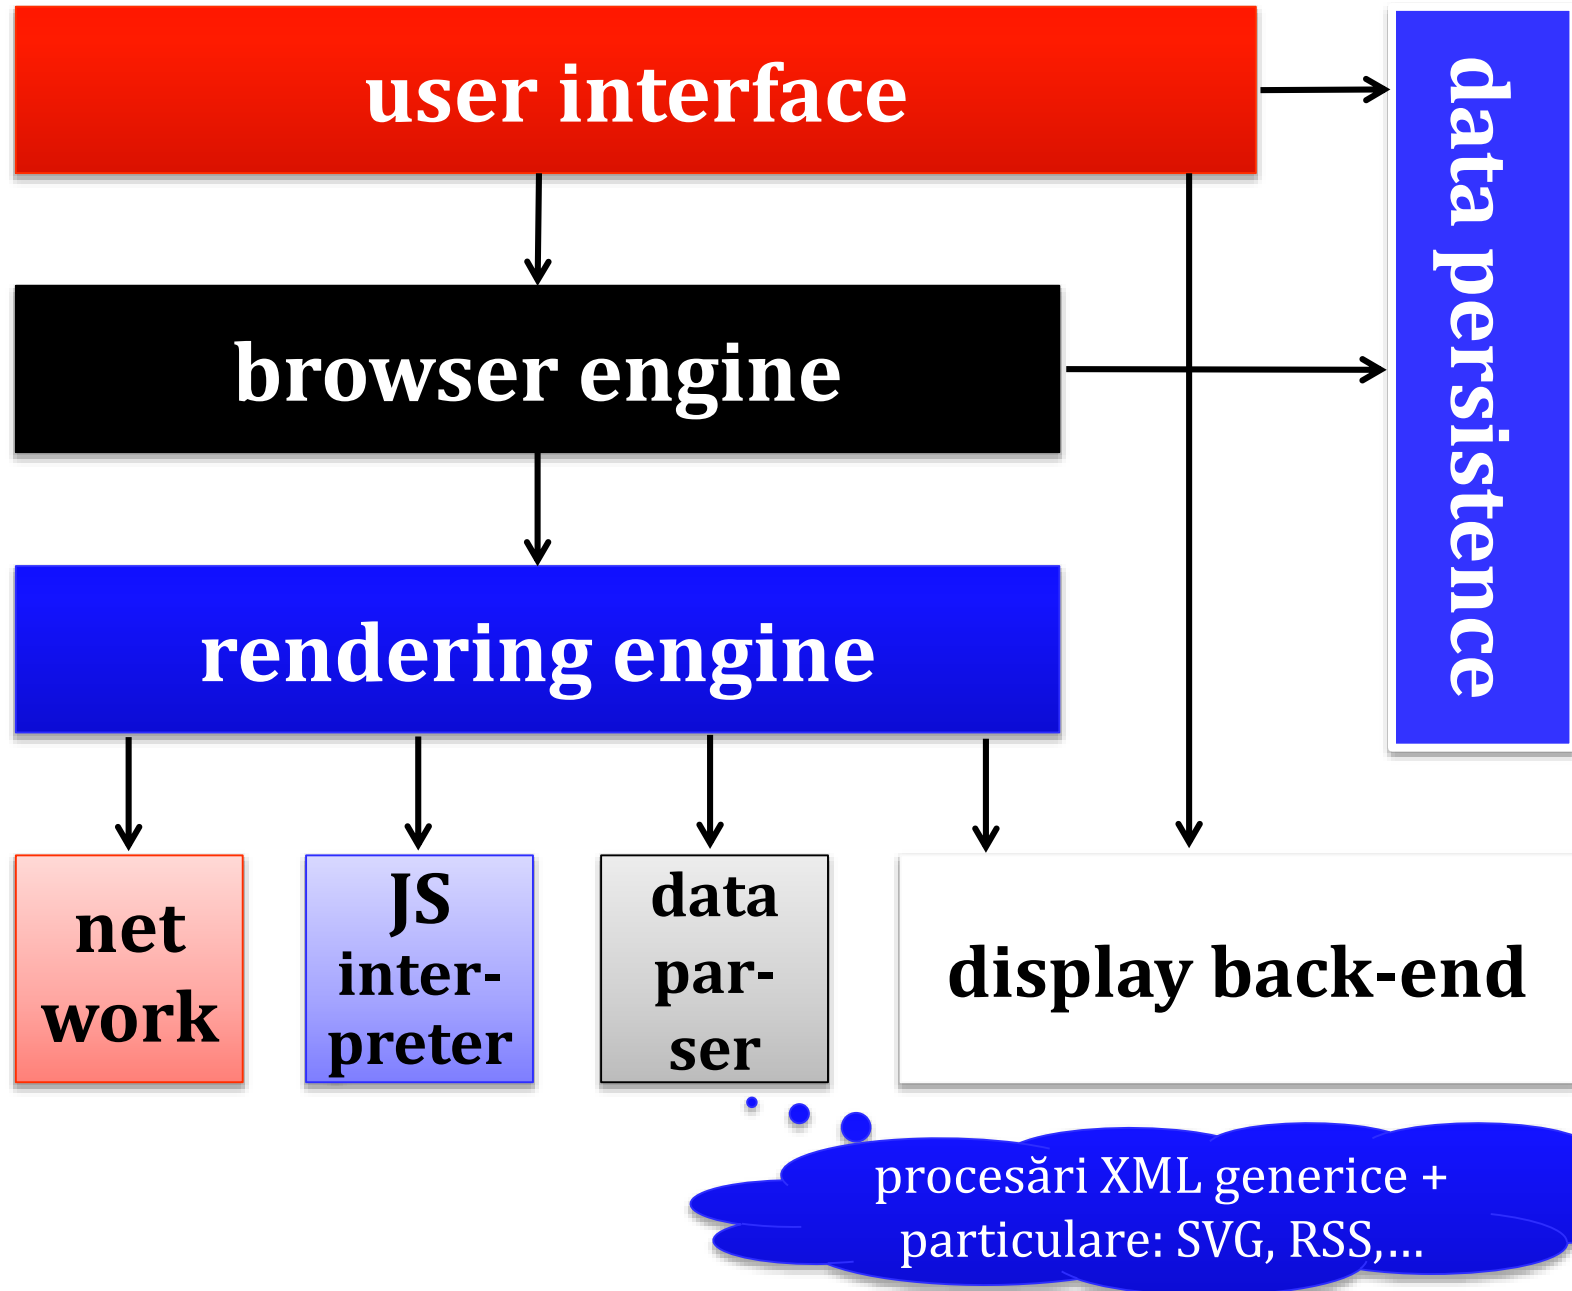 user interface
data persistence
browser engine
rendering engine
net
work
JS
inter-
preter
data
par-
ser
display back-end
procesări XML generice +
particulare: SVG, RSS,…